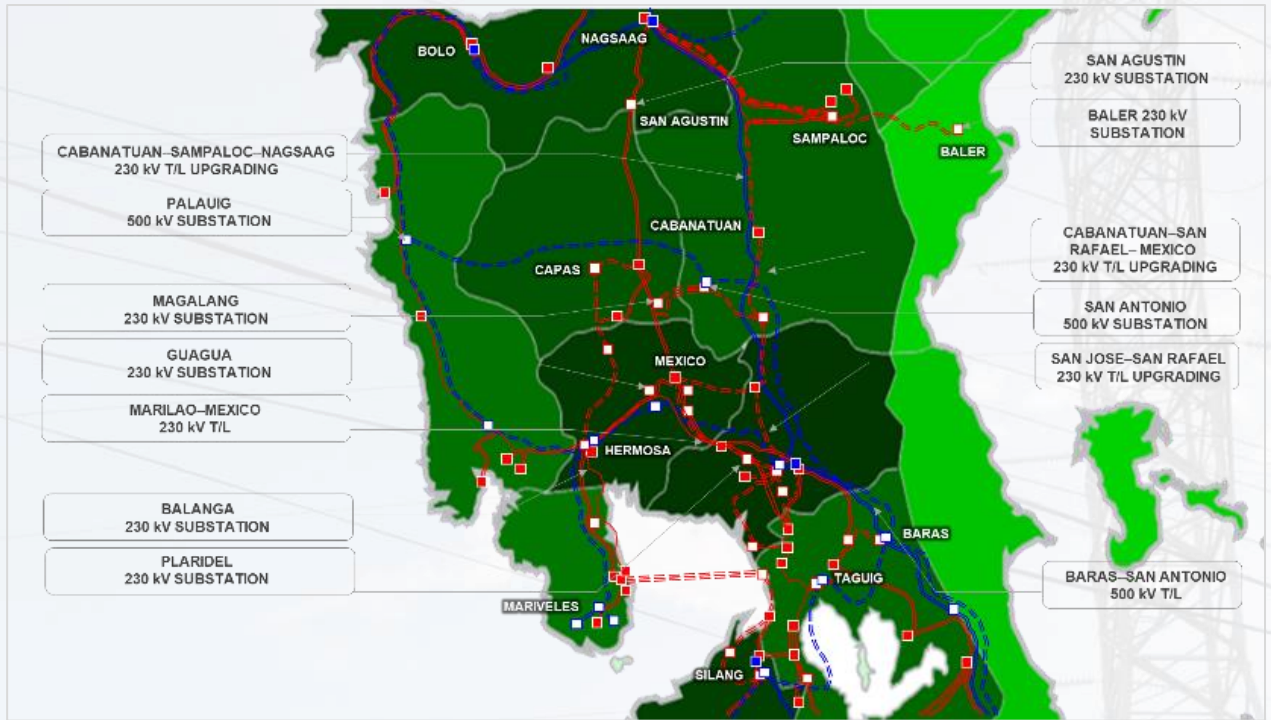 BOLO
NAGSAAG
SAN AGUSTIN
SAMPALOC
BALER
CABANATUAN
CAPAS
MEXICO
HERMOSA
BARAS
TAGUIG
MARIVELES
SILANG
CABANATUAN–SAMPALOC–NAGSAAG
230 kV T/L UPGRADING
PALAUIG
500 kV SUBSTATION
MAGALANG
230 kV SUBSTATION
GUAGUA
230 kV SUBSTATION
MARILAO–MEXICO
230 kV T/L
BALANGA
230 kV SUBSTATION
PLARIDEL
230 kV SUBSTATION
SAN AGUSTIN
230 kV SUBSTATION
BALER 230 kV
SUBSTATION
CABANATUAN–SAN
RAFAEL– MEXICO
230 kV T/L UPGRADING
SAN ANTONIO
500 kV SUBSTATION
SAN JOSE–SAN RAFAEL
230 kV T/L UPGRADING
BARAS–SAN ANTONIO
500 kV T/L